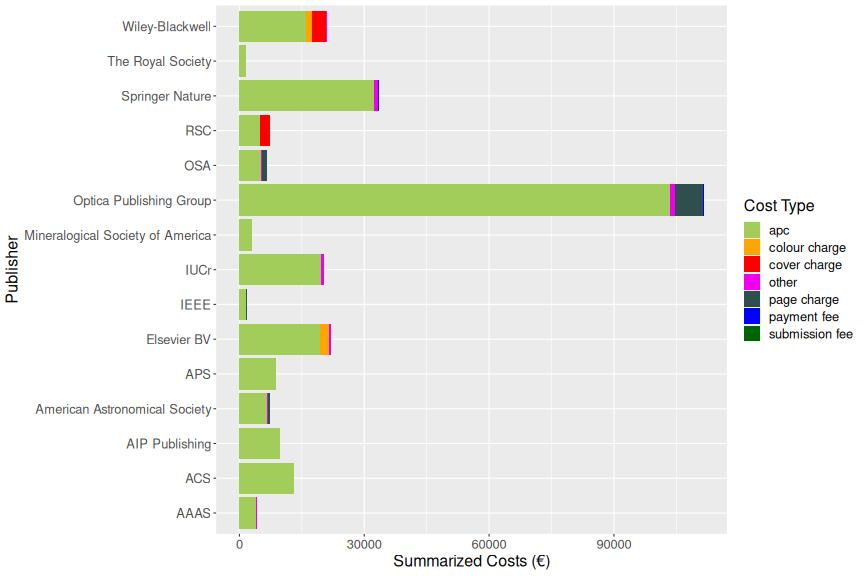 Wiley-Blackwell
The Royal Society
Springer Nature
RSC
OSA
Optica Publishing Group
Mineralogical Society of America
IUCr
IEEE
Elsevier BV
APS
American Astronomical Society
AIP Publishing
ACS
AAAS
Publisher
0 30000 60000 90000
Summarized Costs (€)
Cost Type
apc
colour charge
cover charge
other
page charge
payment fee
submission fee